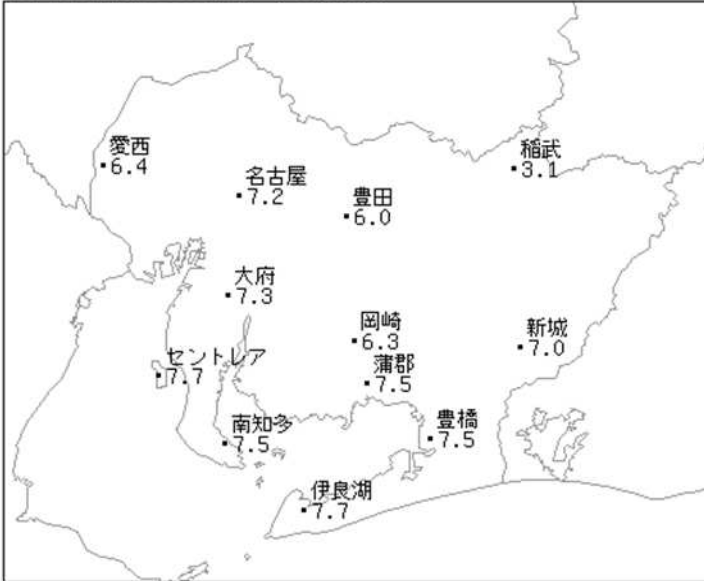 愛西
6.4
稲武
3.1
名古屋
7.2
豊田
6.0
大府
7.3
岡崎
6.3
新城
7.0
セントレア
7.7
蒲郡
7.5
南知多
7.5
豊橋
7.5
伊良湖
7.7